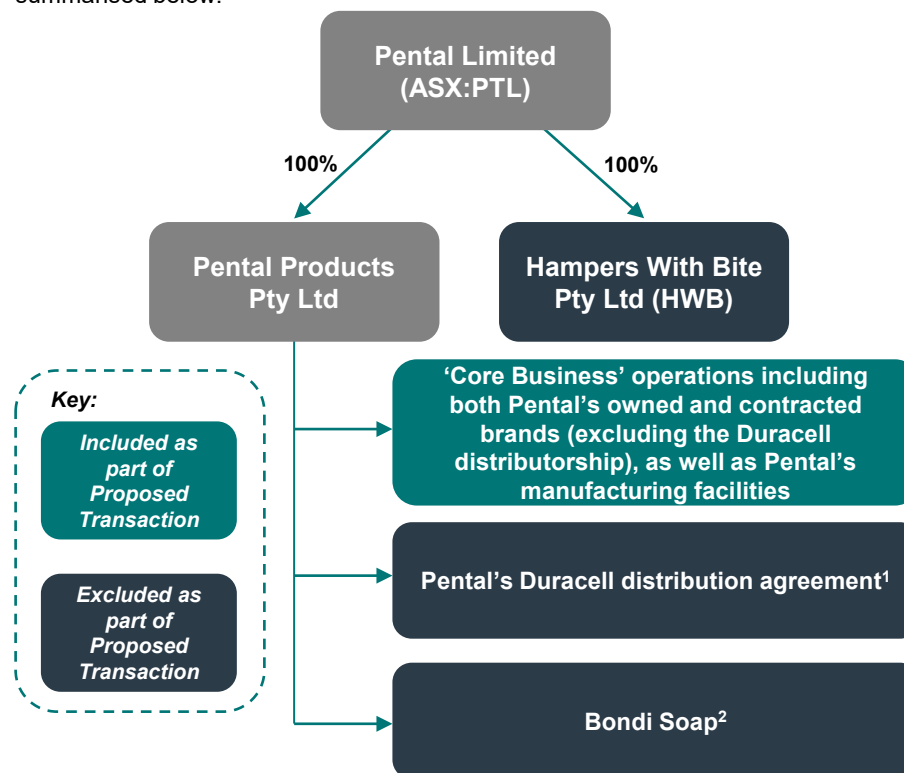 summarised below.
Pental Limited
(ASX:PTL)
100%
100%
Pental Products
Pty Ltd
Hampers With Bite
Pty Ltd (HWB)
Key:
Included as
part of
Proposed
Transaction
Excluded as
part of
Proposed
Transaction
‘Core Business’ operations including
both Pental’s owned and contracted
brands (excluding the Duracell
distributorship), as well as Pental’s
manufacturing facilities
Pental’s Duracell distribution agreement¹
Bondi Soap²